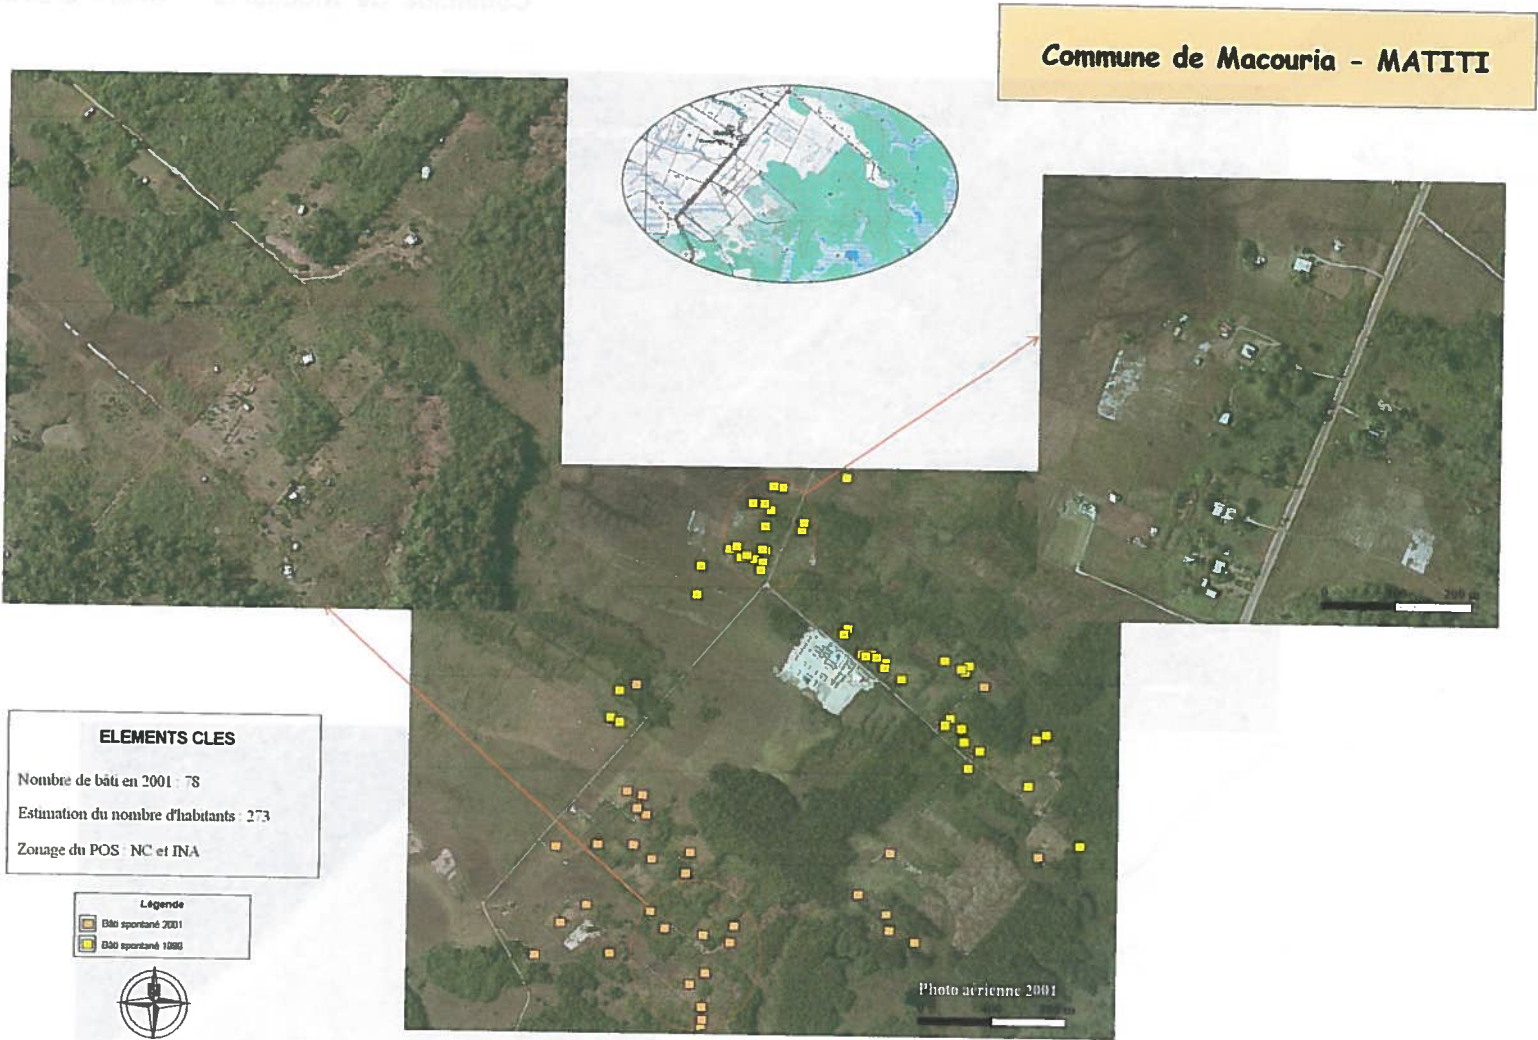 Commune de Macouria - MATITI
200 m
ELEMENTS CLES
Nombre de bâti en 2001 : 78
Estimation du nombre d'habitants : 273
Zonage du POS : NC et INA
Légende
Bâti spontané 2001
Bâti spontané
Photo aérienne 2001